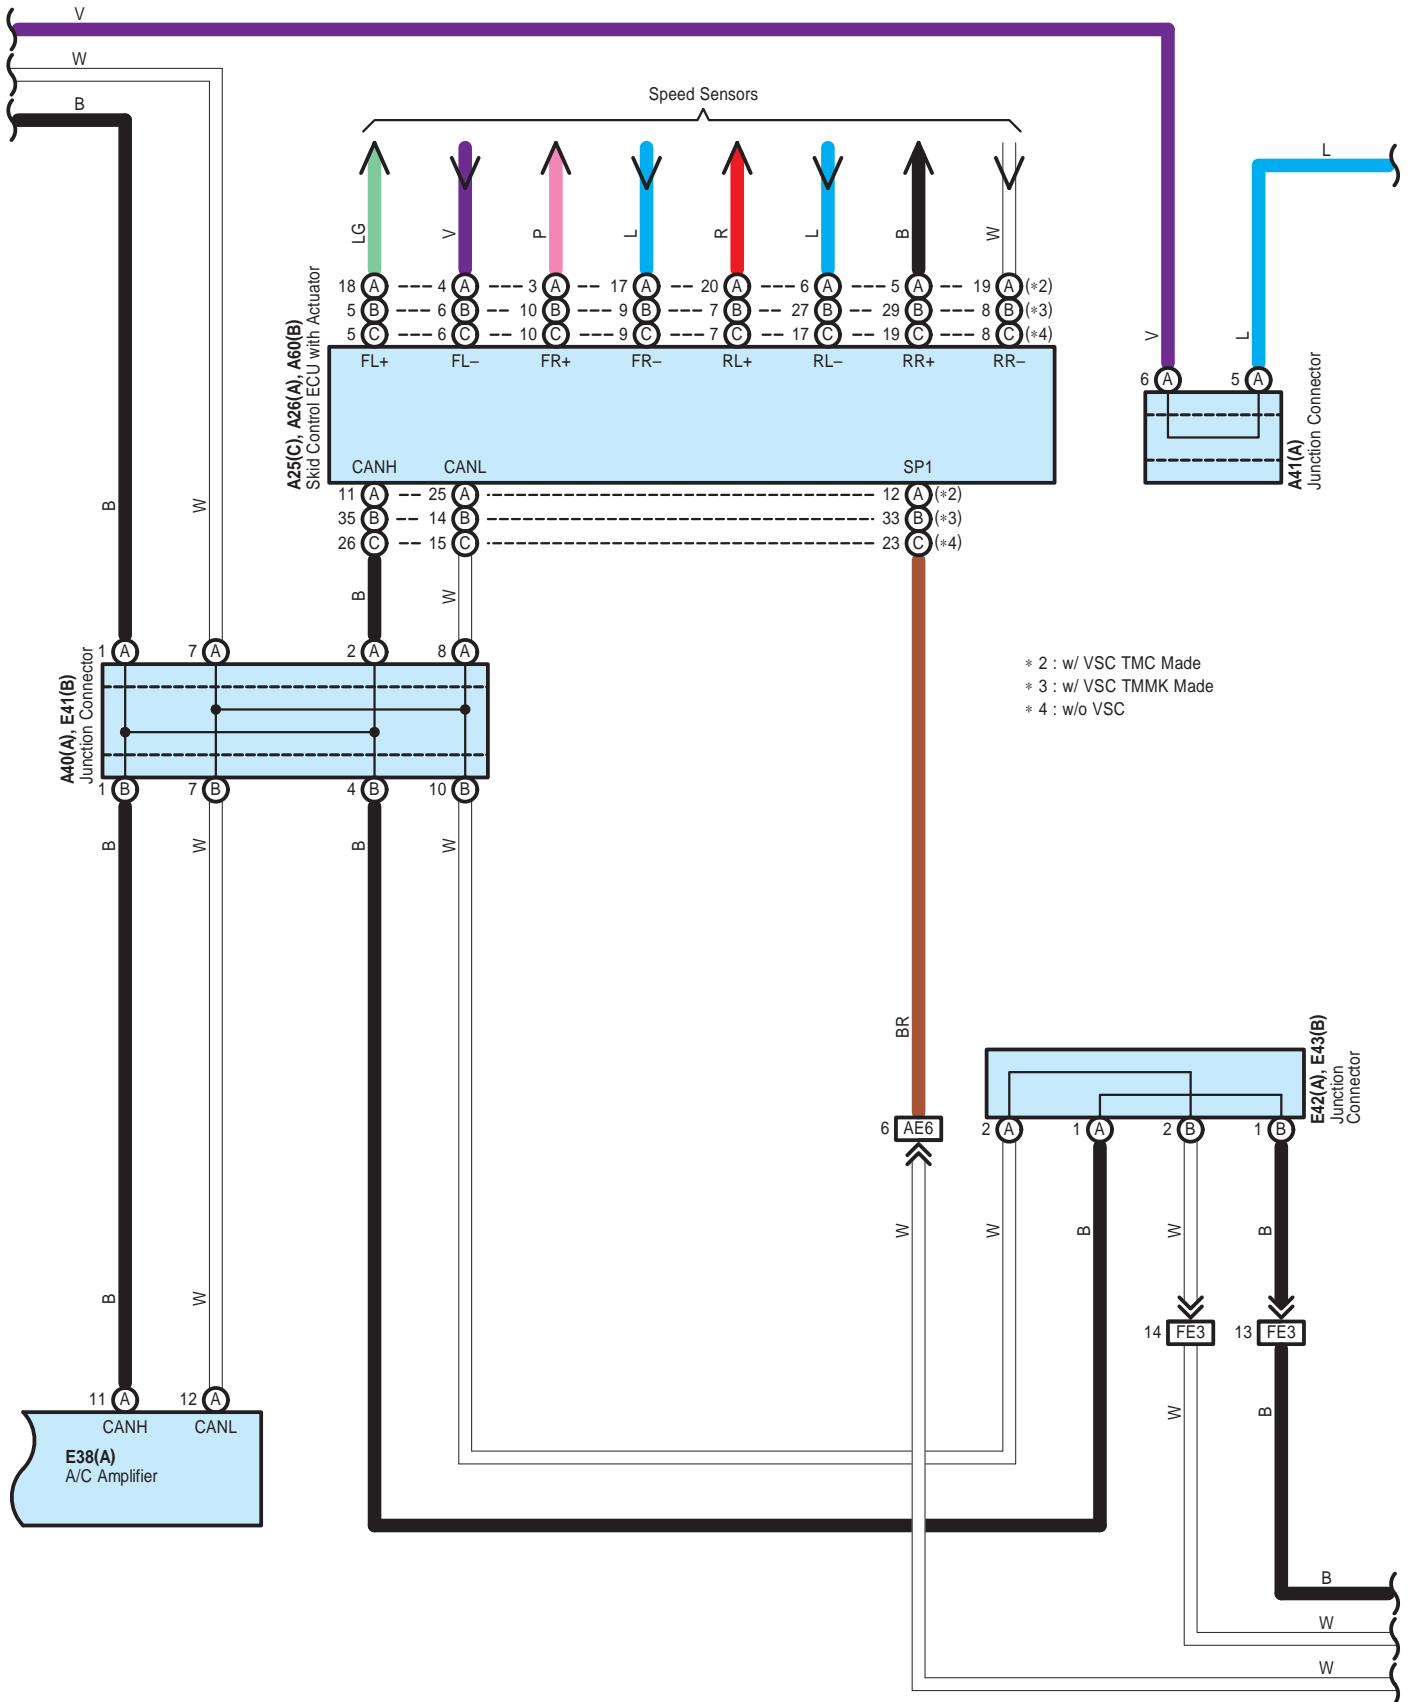 V
W
B
Speed Sensors
L
LG
V
P
L
R
L
B
W
A25(C), A26(A), A60(B)
Skid Control ECU with Actuator
18 A 4 A 3 A 17 A 20 A 6 A 5 A 19 A (*2)
5 B 6 B 10 B 9 B 7 B 27 B 29 B 8 B (*3)
5 C 6 C 10 C 9 C 7 C 17 C 19 C 8 C (*4)
FL+ FL– FR+ FR– RL+ RL– RR+ RR–
V
L
6 A 5 A
A41(A)
Junction Connector
CANH CANL SP1
11 A 25 A 12 A (*2)
35 B 14 B 33 B (*3)
26 C 15 C 23 C (*4)
B
W
B
W
1 A 7 A 2 A 8 A
A40(A), E41(B)
Junction Connector
* 2 : w/ VSC TMC Made
* 3 : w/ VSC TMMK Made
* 4 : w/o VSC
1 B 7 B 4 B 10 B
B
W
B
W
BR
E42(A), E43(B)
Junction
Connector
6 AE6 2 A 1 A 2 B 1 B
W
W
B
W
B
B
W
14 FE3 13 FE3
11 A 12 A
CANH CANL
W
B
E38(A)
A/C Amplifier
B
W
W